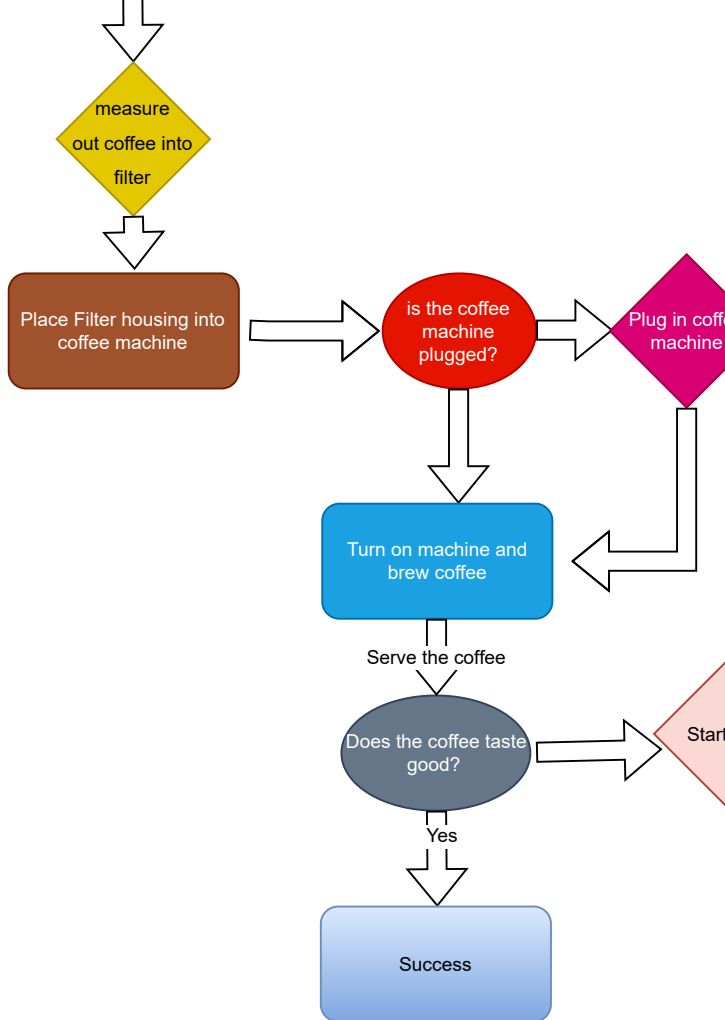 measure
out coffee into
filter
Place Filter housing into
coffee machine
is the coffee
machine
plugged?
Plug in
machine
Turn on machine and
brew coffee
Serve the coffee
Does the coffee taste
good?
Start
Yes
Success